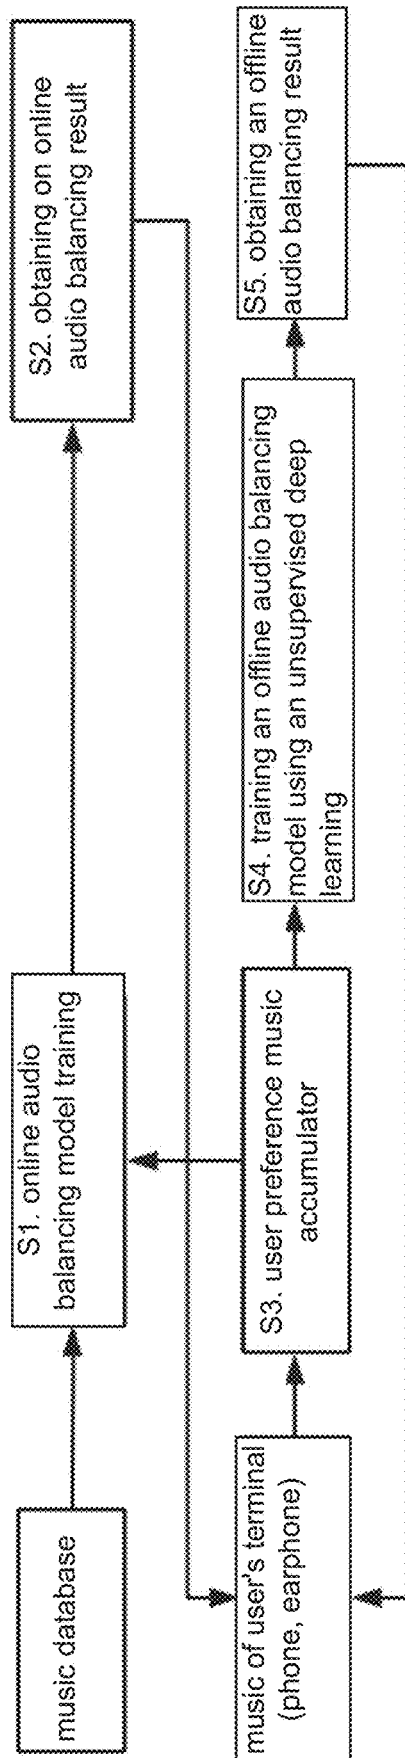 music database
S1. online audio
balancing model training
S2. obtaining on online
audio balancing result
music of user's terminal
(phone, earphone)
S3. user preference music
accumulator
S4. training an offline audio balancing
model using an unsupervised deep
learning
S5. obtaining an offline
audio balancing result